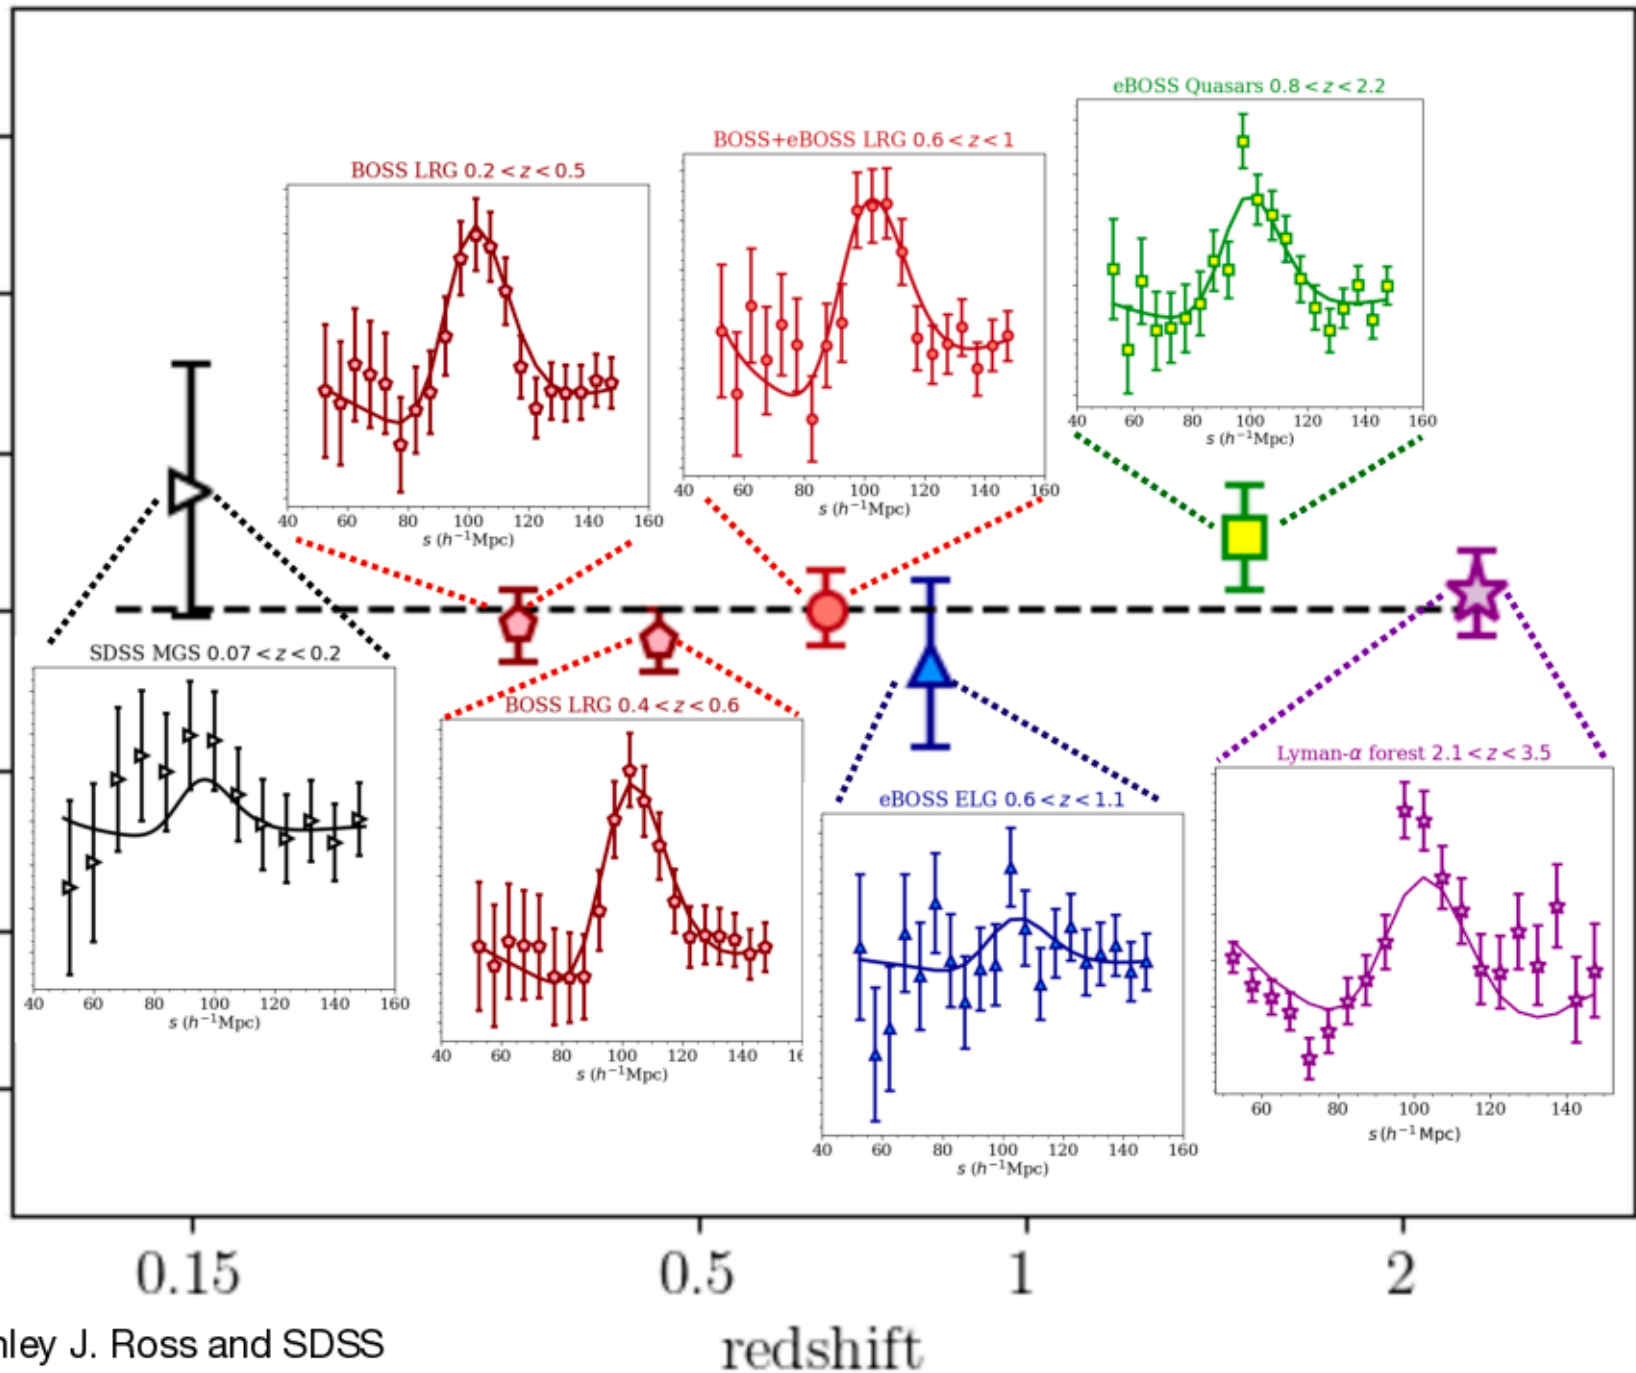 eBOSS Quasars 0.8 < z < 2.2
60 80 100 120 140 160
s (h⁻¹Mpc)
BOSS+eBOSS LRG 0.6 < z < 1
40 60 80 100 120 140 160
s (h⁻¹Mpc)
BOSS LRG 0.2 < z < 0.5
40 60 80 100 120 140 160
s (h⁻¹Mpc)
SDSS MGS 0.07 < z < 0.2
40 60 80 100 120 140 160
s (h⁻¹Mpc)
BOSS LRG 0.4 < z < 0.6
40 60 80 100 120 140
s (h⁻¹Mpc)
eBOSS ELG 0.6 < z < 1.1
40 60 80 100 120 140 160
s (h⁻¹Mpc)
Lyman-α forest 2.1 < z < 3.5
60 80 100 120 140
s (h⁻¹Mpc)
0.15 0.5 1 2
redshift
nley J. Ross and SDSS